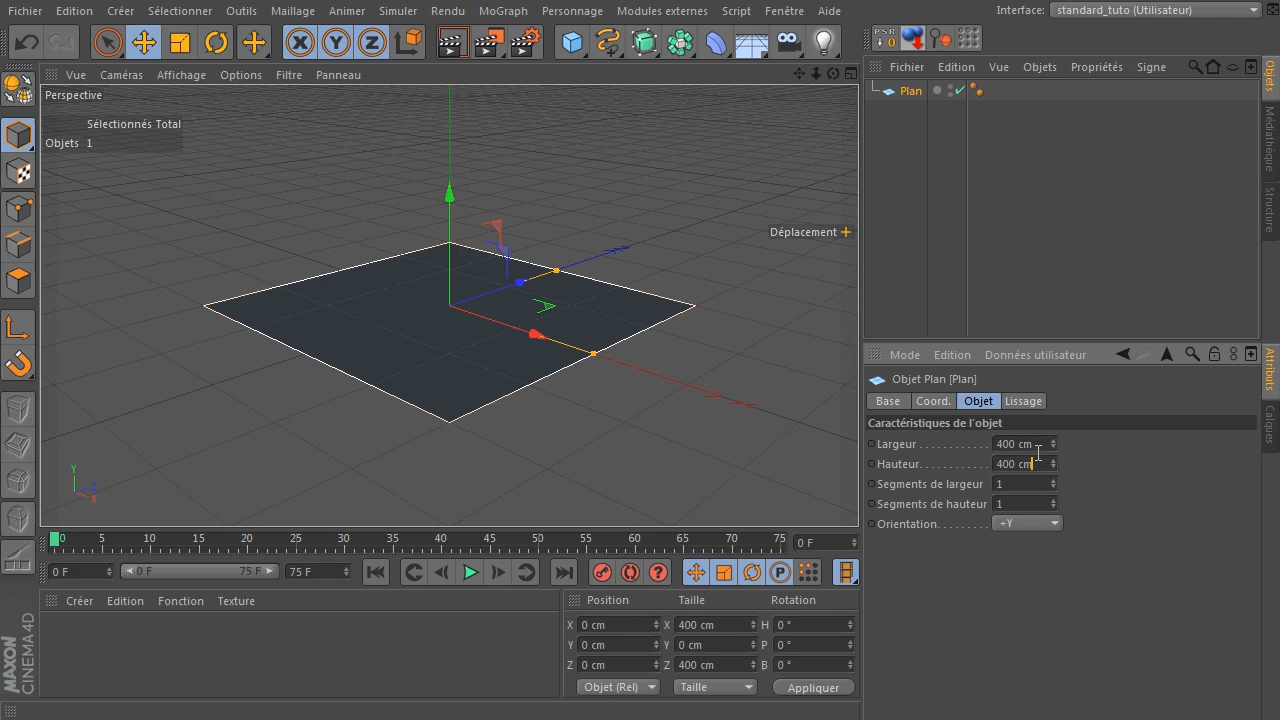 Fichier Edition Créer Sélectionner Outils Maillage Animer Simuler Rendu MoGraph Personnage Modules externes Script Fenêtre Aide Interface: standard_tuto (Utilisateur)
X Y Z PSR 0
Vue Caméras Affichage Options Filtre Panneau
Fichier Edition Vue Objets Propriétés Signe
Perspective
Plan
Sélectionnés Total
Objets 1
Déplacement
Y
Z
X
Objets
Médiathèque
Structure
Mode Edition Données utilisateur
Objet Plan [Plan]
Base Coord. Objet Lissage
Caractéristiques de l'objet
Largeur 400 cm
Hauteur 400 cm
Segments de largeur 1
Segments de hauteur 1
Orientation +Y
Attributs
Calques
0 5 10 15 20 25 30 35 40 45 50 55 60 65 70 75 0 F
0 F 0 F 75 F 75 F P
Créer Edition Fonction Texture
Position Taille Rotation
X 0 cm X 400 cm H 0 °
Y 0 cm Y 0 cm P 0 °
Z 0 cm Z 400 cm B 0 °
Objet (Rel) Taille Appliquer
MAXON
CINEMA 4D